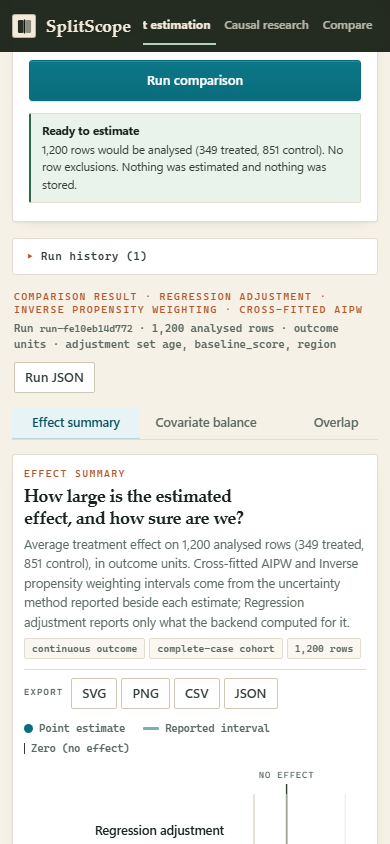 SplitScope
t estimation
Causal research
Compare
Run comparison
Ready to estimate
1,200 rows would be analysed (349 treated, 851 control). No
row exclusions. Nothing was estimated and nothing was
stored.
▸ Run history (1)
COMPARISON RESULT · REGRESSION ADJUSTMENT ·
INVERSE PROPENSITY WEIGHTING · CROSS-FITTED AIPW
Run run-fe10eb14d772 · 1,200 analysed rows · outcome
units · adjustment set age, baseline_score, region
Run JSON
Effect summary
Covariate balance
Overlap
EFFECT SUMMARY
How large is the estimated
effect, and how sure are we?
Average treatment effect on 1,200 analysed rows (349 treated,
851 control), in outcome units. Cross-fitted AIPW and Inverse
propensity weighting intervals come from the uncertainty
method reported beside each estimate; Regression
adjustment reports only what the backend computed for it.
continuous outcome
complete-case cohort
1,200 rows
EXPORT
SVG
PNG
CSV
JSON
Point estimate
Reported interval
Zero (no effect)
NO EFFECT
Regression adjustment